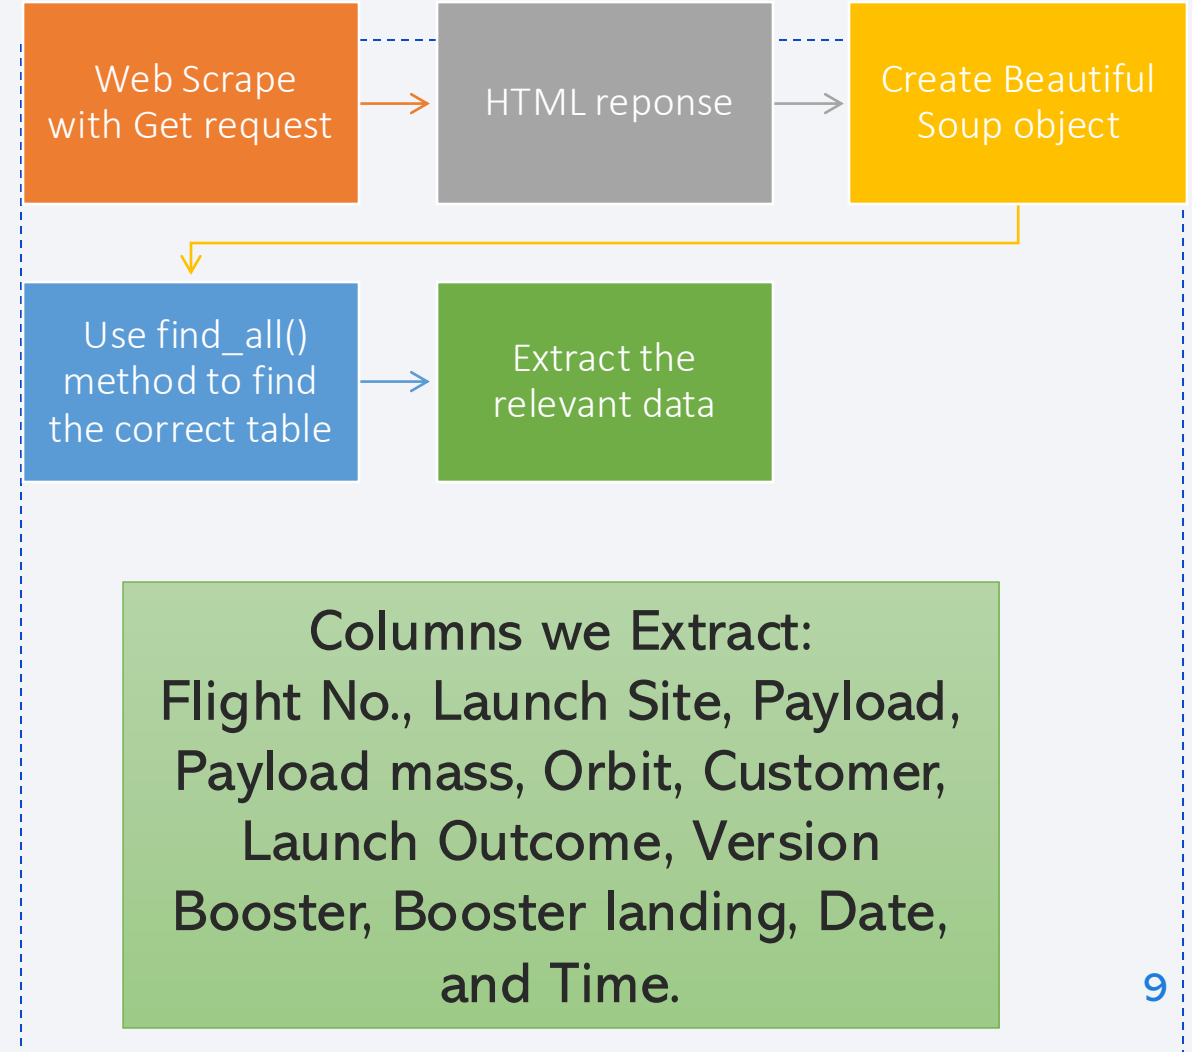 Web Scrape
with Get request
HTML reponse
Create Beautiful
Soup object
Use find_all()
method to find
the correct table
Extract the
relevant data
Columns we Extract:
Flight No., Launch Site, Payload,
Payload mass, Orbit, Customer,
Launch Outcome, Version
Booster, Booster landing, Date,
and Time.
9